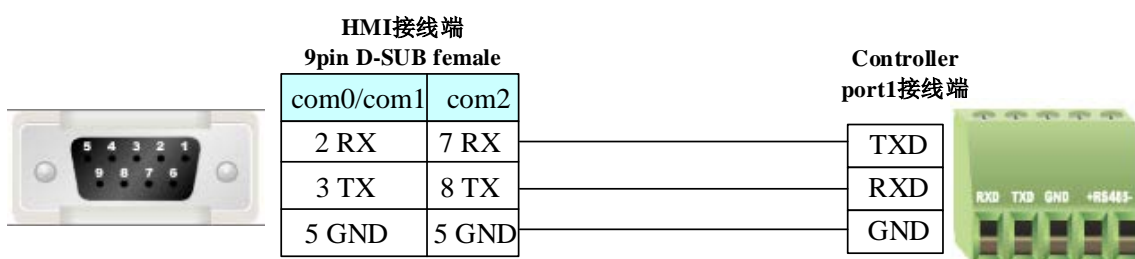 HMI接线端
9pin D-SUB female
Controller
port1接线端
com0/com1 com2
2 RX 7 RX TXD
3 TX 8 TX RXD
5 GND 5 GND GND
5 4 3 2 1
9 8 7 6
RXD TXD GND +RS485-